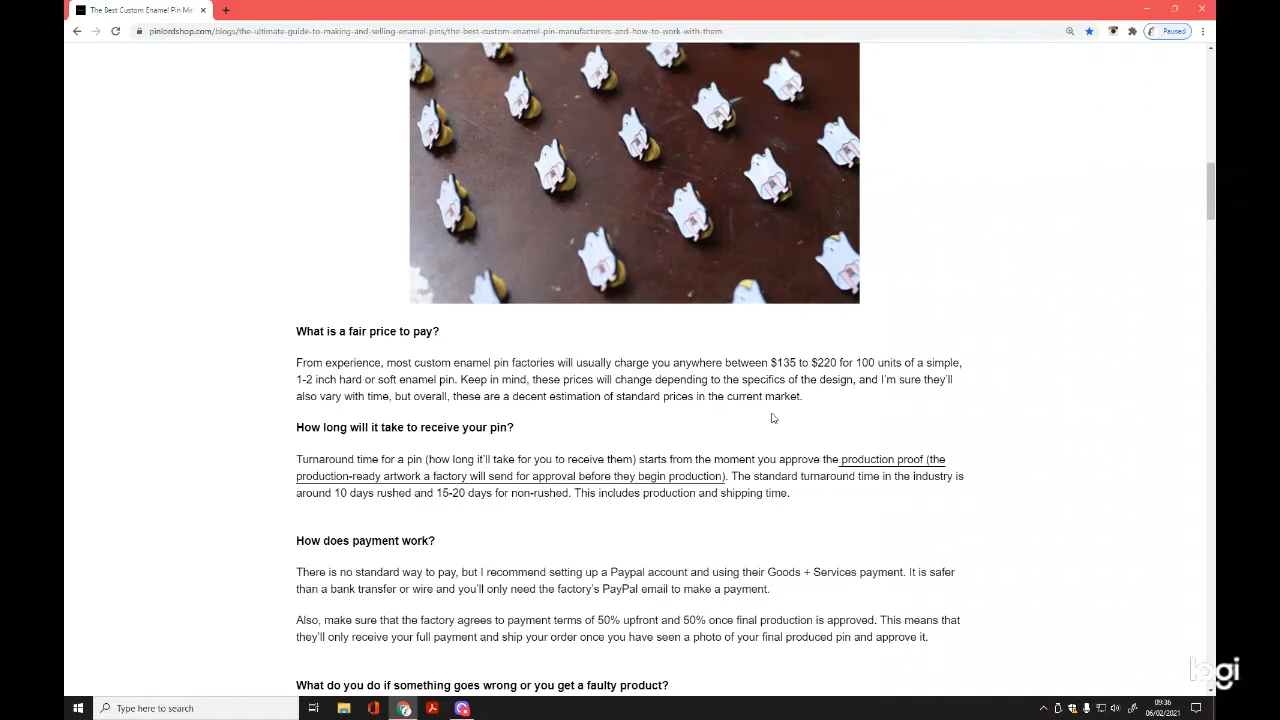 The Best Custom Enamel Pin Ma
pinlordshop.com/blogs/the-ultimate-guide-to-making-and-selling-enamel-pins/the-best-custom-enamel-pin-manufacturers-and-how-to-work-with-them
Paused
What is a fair price to pay?
From experience, most custom enamel pin factories will usually charge you anywhere between $135 to $220 for 100 units of a simple,
1-2 inch hard or soft enamel pin. Keep in mind, these prices will change depending to the specifics of the design, and I'm sure they'll
also vary with time, but overall, these are a decent estimation of standard prices in the current market.
How long will it take to receive your pin?
Turnaround time for a pin (how long it'll take for you to receive them) starts from the moment you approve the production proof (the
production-ready artwork a factory will send for approval before they begin production). The standard turnaround time in the industry is
around 10 days rushed and 15-20 days for non-rushed. This includes production and shipping time.
How does payment work?
There is no standard way to pay, but I recommend setting up a Paypal account and using their Goods + Services payment. It is safer
than a bank transfer or wire and you'll only need the factory's PayPal email to make a payment.
Also, make sure that the factory agrees to payment terms of 50% upfront and 50% once final production is approved. This means that
they'll only receive your full payment and ship your order once you have seen a photo of your final produced pin and approve it.
What do you do if something goes wrong or you get a faulty product?
logi
Type here to search
09:36
06/02/2021